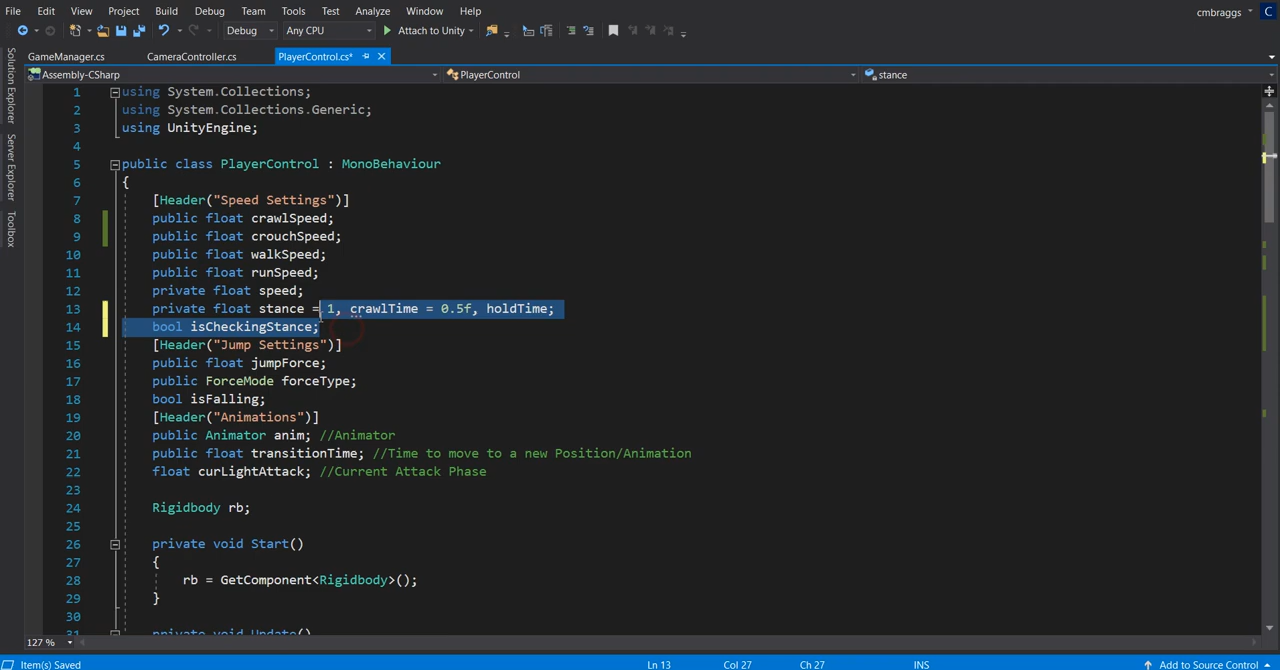 File Edit View Project Build Debug Team Tools Test Analyze Window Help cmbraggs C
Debug Any CPU Attach to Unity
GameManager.cs CameraController.cs PlayerControl.cs*
Assembly-CSharp PlayerControl stance
Solution Explorer
Server Explorer
Toolbox
1 using System.Collections;
2 using System.Collections.Generic;
3 using UnityEngine;
4
5 public class PlayerControl : MonoBehaviour
6 {
7 [Header("Speed Settings")]
8 public float crawlSpeed;
9 public float crouchSpeed;
10 public float walkSpeed;
11 public float runSpeed;
12 private float speed;
13 private float stance = 1, crawlTime = 0.5f, holdTime;
14 bool isCheckingStance;
15 [Header("Jump Settings")]
16 public float jumpForce;
17 public ForceMode forceType;
18 bool isFalling;
19 [Header("Animations")]
20 public Animator anim; //Animator
21 public float transitionTime; //Time to move to a new Position/Animation
22 float curLightAttack; //Current Attack Phase
23
24 Rigidbody rb;
25
26 private void Start()
27 {
28 rb = GetComponent<Rigidbody>();
29 }
30
31 private void Update()
127 %
Item(s) Saved Ln 13 Col 27 Ch 27 INS Add to Source Control